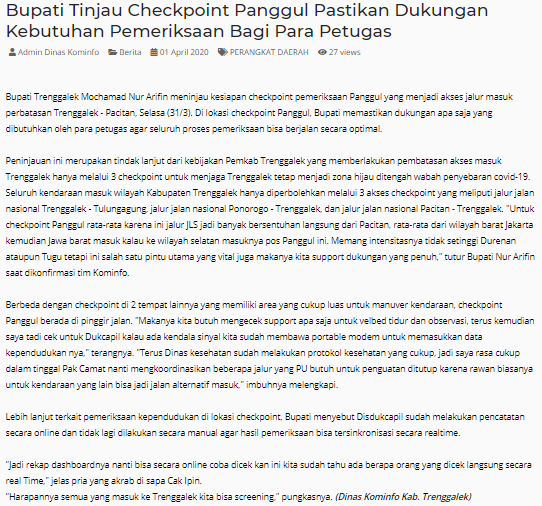 Bupati Tinjau Checkpoint Panggul Pastikan Dukungan
Kebutuhan Pemeriksaan Bagi Para Petugas
Admin Dinas Kominfo Berita 01 April 2020 PERANGKAT DAERAH 27 views
Bupati Trenggalek Mochamad Nur Arifin meninjau kesiapan checkpoint pemeriksaan Panggul yang menjadi akses jalur masuk
perbatasan Trenggalek - Pacitan, Selasa (31/3). Di lokasi checkpoint Panggul, Bupati memastikan dukungan apa saja yang
dibutuhkan oleh para petugas agar seluruh proses pemeriksaan bisa berjalan secara optimal.
Peninjauan ini merupakan tindak lanjut dari kebijakan Pemkab Trenggalek yang memberlakukan pembatasan akses masuk
Trenggalek hanya melalui 3 checkpoint untuk menjaga Trenggalek tetap menjadi zona hijau ditengah wabah penyebaran covid-19.
Seluruh kendaraan masuk wilayah Kabupaten Trenggalek hanya diperbolehkan melalui 3 akses checkpoint yang meliputi jalur jalan
nasional Trenggalek - Tulungagung, jalur jalan nasional Ponorogo - Trenggalek, dan jalur jalan nasional Pacitan - Trenggalek. "Untuk
checkpoint Panggul rata-rata karena ini jalur JLS jadi banyak bersentuhan langsung dari Pacitan, rata-rata dari wilayah barat Jakarta
kemudian Jawa barat masuk kalau ke wilayah selatan masuknya pos Panggul ini. Memang intensitasnya tidak setinggi Durenan
ataupun Tugu tetapi ini salah satu pintu utama yang vital juga makanya kita support dukungan yang penuh," tutur Bupati Nur Arifin
saat dikonfirmasi tim Kominfo.
Berbeda dengan checkpoint di 2 tempat lainnya yang memiliki area yang cukup luas untuk manuver kendaraan, checkpoint
Panggul berada di pinggir jalan. "Makanya kita butuh mengecek support apa saja untuk velbed tidur dan observasi, terus kemudian
saya tadi cek untuk Dukcapil kalau ada kendala sinyal kita sudah membawa portable modem untuk memasukkan data
kependudukan nya," terangnya. "Terus Dinas kesehatan sudah melakukan protokol kesehatan yang cukup, jadi saya rasa cukup
dalam tinggal Pak Camat nanti mengkoordinasikan beberapa jalur yang PU butuh untuk penguatan ditutup karena rawan biasanya
untuk kendaraan yang lain bisa jadi jalan alternatif masuk," imbuhnya melengkapi.
Lebih lanjut terkait pemeriksaan kependudukan di lokasi checkpoint, Bupati menyebut Disdukcapil sudah melakukan pencatatan
secara online dan tidak lagi dilakukan secara manual agar hasil pemeriksaan bisa tersinkronisasi secara realtime.
"Jadi rekap dashboardnya nanti bisa secara online coba dicek kan ini kita sudah tahu ada berapa orang yang dicek langsung secara
real Time," jelas pria yang akrab di sapa Cak Ipin.
"Harapannya semua yang masuk ke Trenggalek kita bisa screening," pungkasnya. (Dinas Kominfo Kab. Trenggalek)